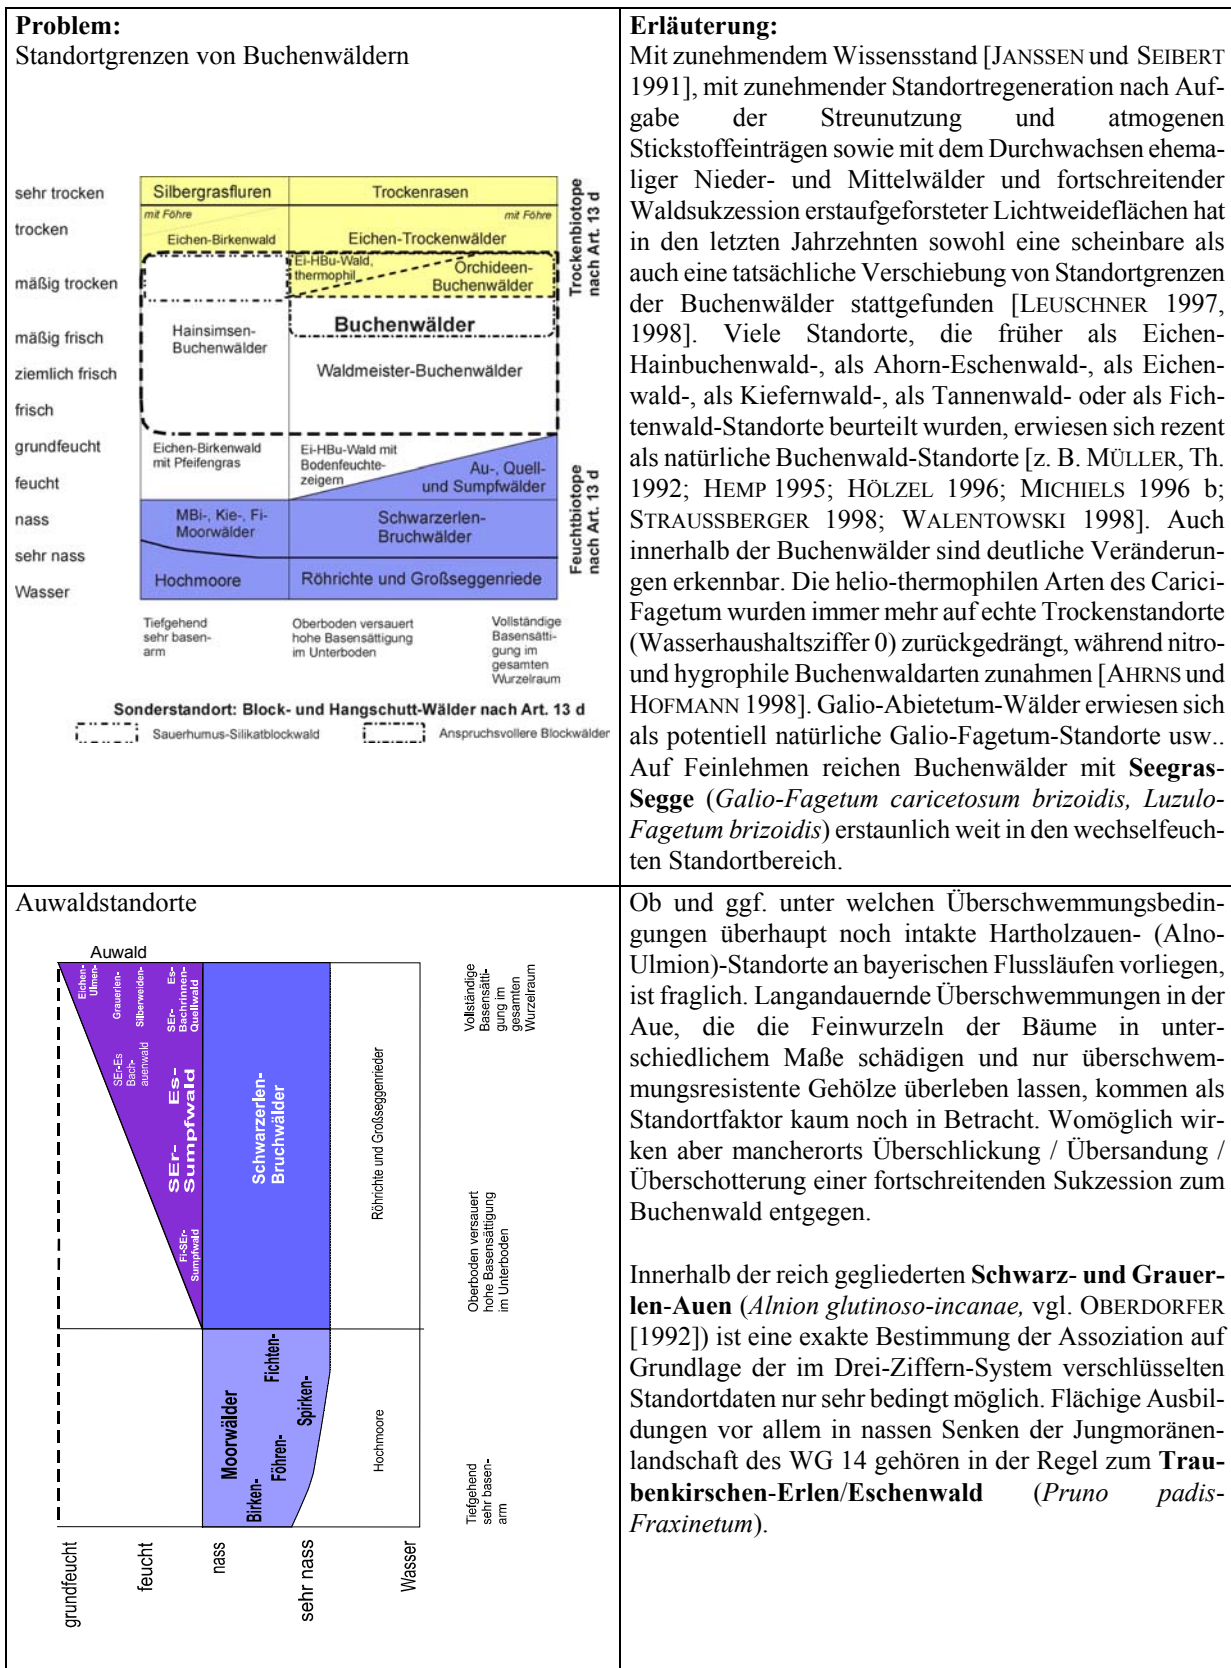 Problem:
Standortgrenzen von Buchenwäldern
sehr trocken
trocken
mäßig trocken
mäßig frisch
ziemlich frisch
frisch
grundfeucht
feucht
nass
sehr nass
Wasser
Silbergrasfluren
Trockenrasen
mit Föhre
mit Föhre
Eichen-Birkenwald
Eichen-Trockenwälder
Ei-HBu-Wald,
thermophil
Orchideen-
Buchenwälder
Buchenwälder
Hainsimsen-
Buchenwälder
Waldmeister-Buchenwälder
Eichen-Birkenwald
mit Pfeifengras
Ei-HBu-Wald mit
Bodenfeuchte-
zeigern
Au-, Quell-
und Sumpfwälder
MBi-, Kie-, Fi-
Moorwälder
Schwarzerlen-
Bruchwälder
Hochmoore
Röhrichte und Großseggenriede
Trockenbiotope
nach Art. 13 d
Feuchtbiotope
nach Art. 13 d
Tiefgehend
sehr basen-
arm
Oberboden versauert
hohe Basensättigung
im Unterboden
Vollständige
Basensätti-
gung im
gesamten
Wurzelraum
Sonderstandort: Block- und Hangschutt-Wälder nach Art. 13 d
Sauerhumus-Silikatblockwald
Anspruchsvollere Blockwälder
Erläuterung:
Mit zunehmendem Wissensstand [JANSSEN und SEIBERT
1991], mit zunehmender Standortregeneration nach Auf-
gabe der Streunutzung und atmogenen
Stickstoffeinträgen sowie mit dem Durchwachsen ehema-
liger Nieder- und Mittelwälder und fortschreitender
Waldsukzession erstaufgeforsteter Lichtweideflächen hat
in den letzten Jahrzehnten sowohl eine scheinbare als
auch eine tatsächliche Verschiebung von Standortgrenzen
der Buchenwälder stattgefunden [LEUSCHNER 1997,
1998]. Viele Standorte, die früher als Eichen-
Hainbuchenwald-, als Ahorn-Eschenwald-, als Eichen-
wald-, als Kiefernwald-, als Tannenwald- oder als Fich-
tenwald-Standorte beurteilt wurden, erwiesen sich rezent
als natürliche Buchenwald-Standorte [z. B. MÜLLER, Th.
1992; HEMP 1995; HÖLZEL 1996; MICHIELS 1996 b;
STRAUSSBERGER 1998; WALENTOWSKI 1998]. Auch
innerhalb der Buchenwälder sind deutliche Veränderun-
gen erkennbar. Die helio-thermophilen Arten des Carici-
Fagetum wurden immer mehr auf echte Trockenstandorte
(Wasserhaushaltsziffer 0) zurückgedrängt, während nitro-
und hygrophile Buchenwaldarten zunahmen [AHRNS und
HOFMANN 1998]. Galio-Abietetum-Wälder erwiesen sich
als potentiell natürliche Galio-Fagetum-Standorte usw..
Auf Feinlehmen reichen Buchenwälder mit Seegras-
Segge (Galio-Fagetum caricetosum brizoidis, Luzulo-
Fagetum brizoidis) erstaunlich weit in den wechselfeuch-
ten Standortbereich.
Auwaldstandorte
Auwald
Eichen-
Ulmen-
Grauerlen-
Silberweiden-
SEr- Es-
Bachrinnen-
Quellwald
SEr-Es
Bach-
auenwald
SEr- Es-
Sumpfwald
Fi-SEr-
Sumpfwald
Schwarzerlen-
Bruchwälder
Röhrichte und Großseggenrieder
Moorwälder
Birken-
Föhren-
Fichten-
Spirken-
Hochmoore
Vollständige
Basensätti-
gung im
gesamten
Wurzelraum
Oberboden versauert
hohe Basensättigung
im Unterboden
Tiefgehend
sehr basen-
arm
grundfeucht
feucht
nass
sehr nass
Wasser
Ob und ggf. unter welchen Überschwemmungsbedin-
gungen überhaupt noch intakte Hartholzauen- (Alno-
Ulmion)-Standorte an bayerischen Flussläufen vorliegen,
ist fraglich. Langandauernde Überschwemmungen in der
Aue, die die Feinwurzeln der Bäume in unter-
schiedlichem Maße schädigen und nur überschwem-
mungsresistente Gehölze überleben lassen, kommen als
Standortfaktor kaum noch in Betracht. Womöglich wir-
ken aber mancherorts Überschlickung / Übersandung /
Überschotterung einer fortschreitenden Sukzession zum
Buchenwald entgegen.
Innerhalb der reich gegliederten Schwarz- und Grauer-
len-Auen (Alnion glutinoso-incanae, vgl. OBERDORFER
[1992]) ist eine exakte Bestimmung der Assoziation auf
Grundlage der im Drei-Ziffern-System verschlüsselten
Standortdaten nur sehr bedingt möglich. Flächige Ausbil-
dungen vor allem in nassen Senken der Jungmoränen-
landschaft des WG 14 gehören in der Regel zum Trau-
benkirschen-Erlen/Eschenwald (Pruno padis-
Fraxinetum).